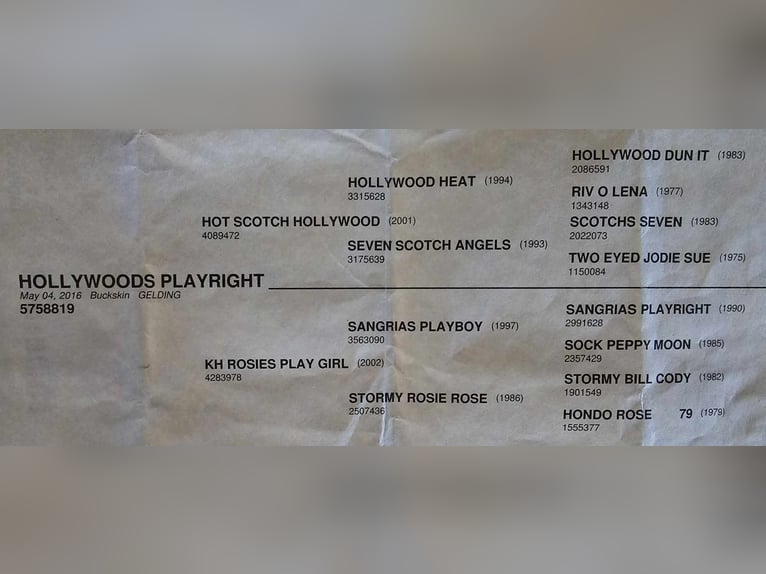 HOLLYWOOD DUN IT (1983)
2086591
HOLLYWOOD HEAT (1994)
3315628
RIV O LENA (1977)
1343148
HOT SCOTCH HOLLYWOOD (2001)
4089472
SCOTCHS SEVEN (1983)
2022073
SEVEN SCOTCH ANGELS (1993)
3175639
TWO EYED JODIE SUE (1975)
1150084
HOLLYWOODS PLAYRIGHT
May 04, 2016 Buckskin GELDING
5758819
SANGRIAS PLAYRIGHT (1990)
2991628
SANGRIAS PLAYBOY (1997)
3563090
SOCK PEPPY MOON (1985)
2357429
KH ROSIES PLAY GIRL (2002)
4283978
STORMY BILL CODY (1982)
1901549
STORMY ROSIE ROSE (1986)
2507436
HONDO ROSE 79 (1979)
1555377